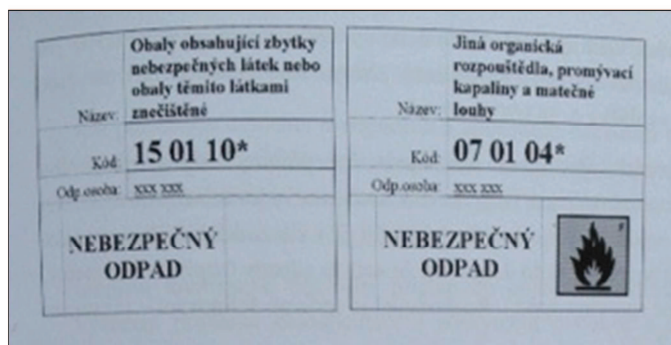 Obaly obsahující zbytky
nebezpečných látek nebo
obaly těmito látkami
Název: znečištěné
Kód: 15 01 10*
Odp.osoba: xxx xxx
NEBEZPEČNÝ
ODPAD
Jiná organická
rozpouštědla, promývací
kapaliny a matečné
Název: louhy
Kód: 07 01 04*
Odp.osoba: xxx xxx
NEBEZPEČNÝ
ODPAD